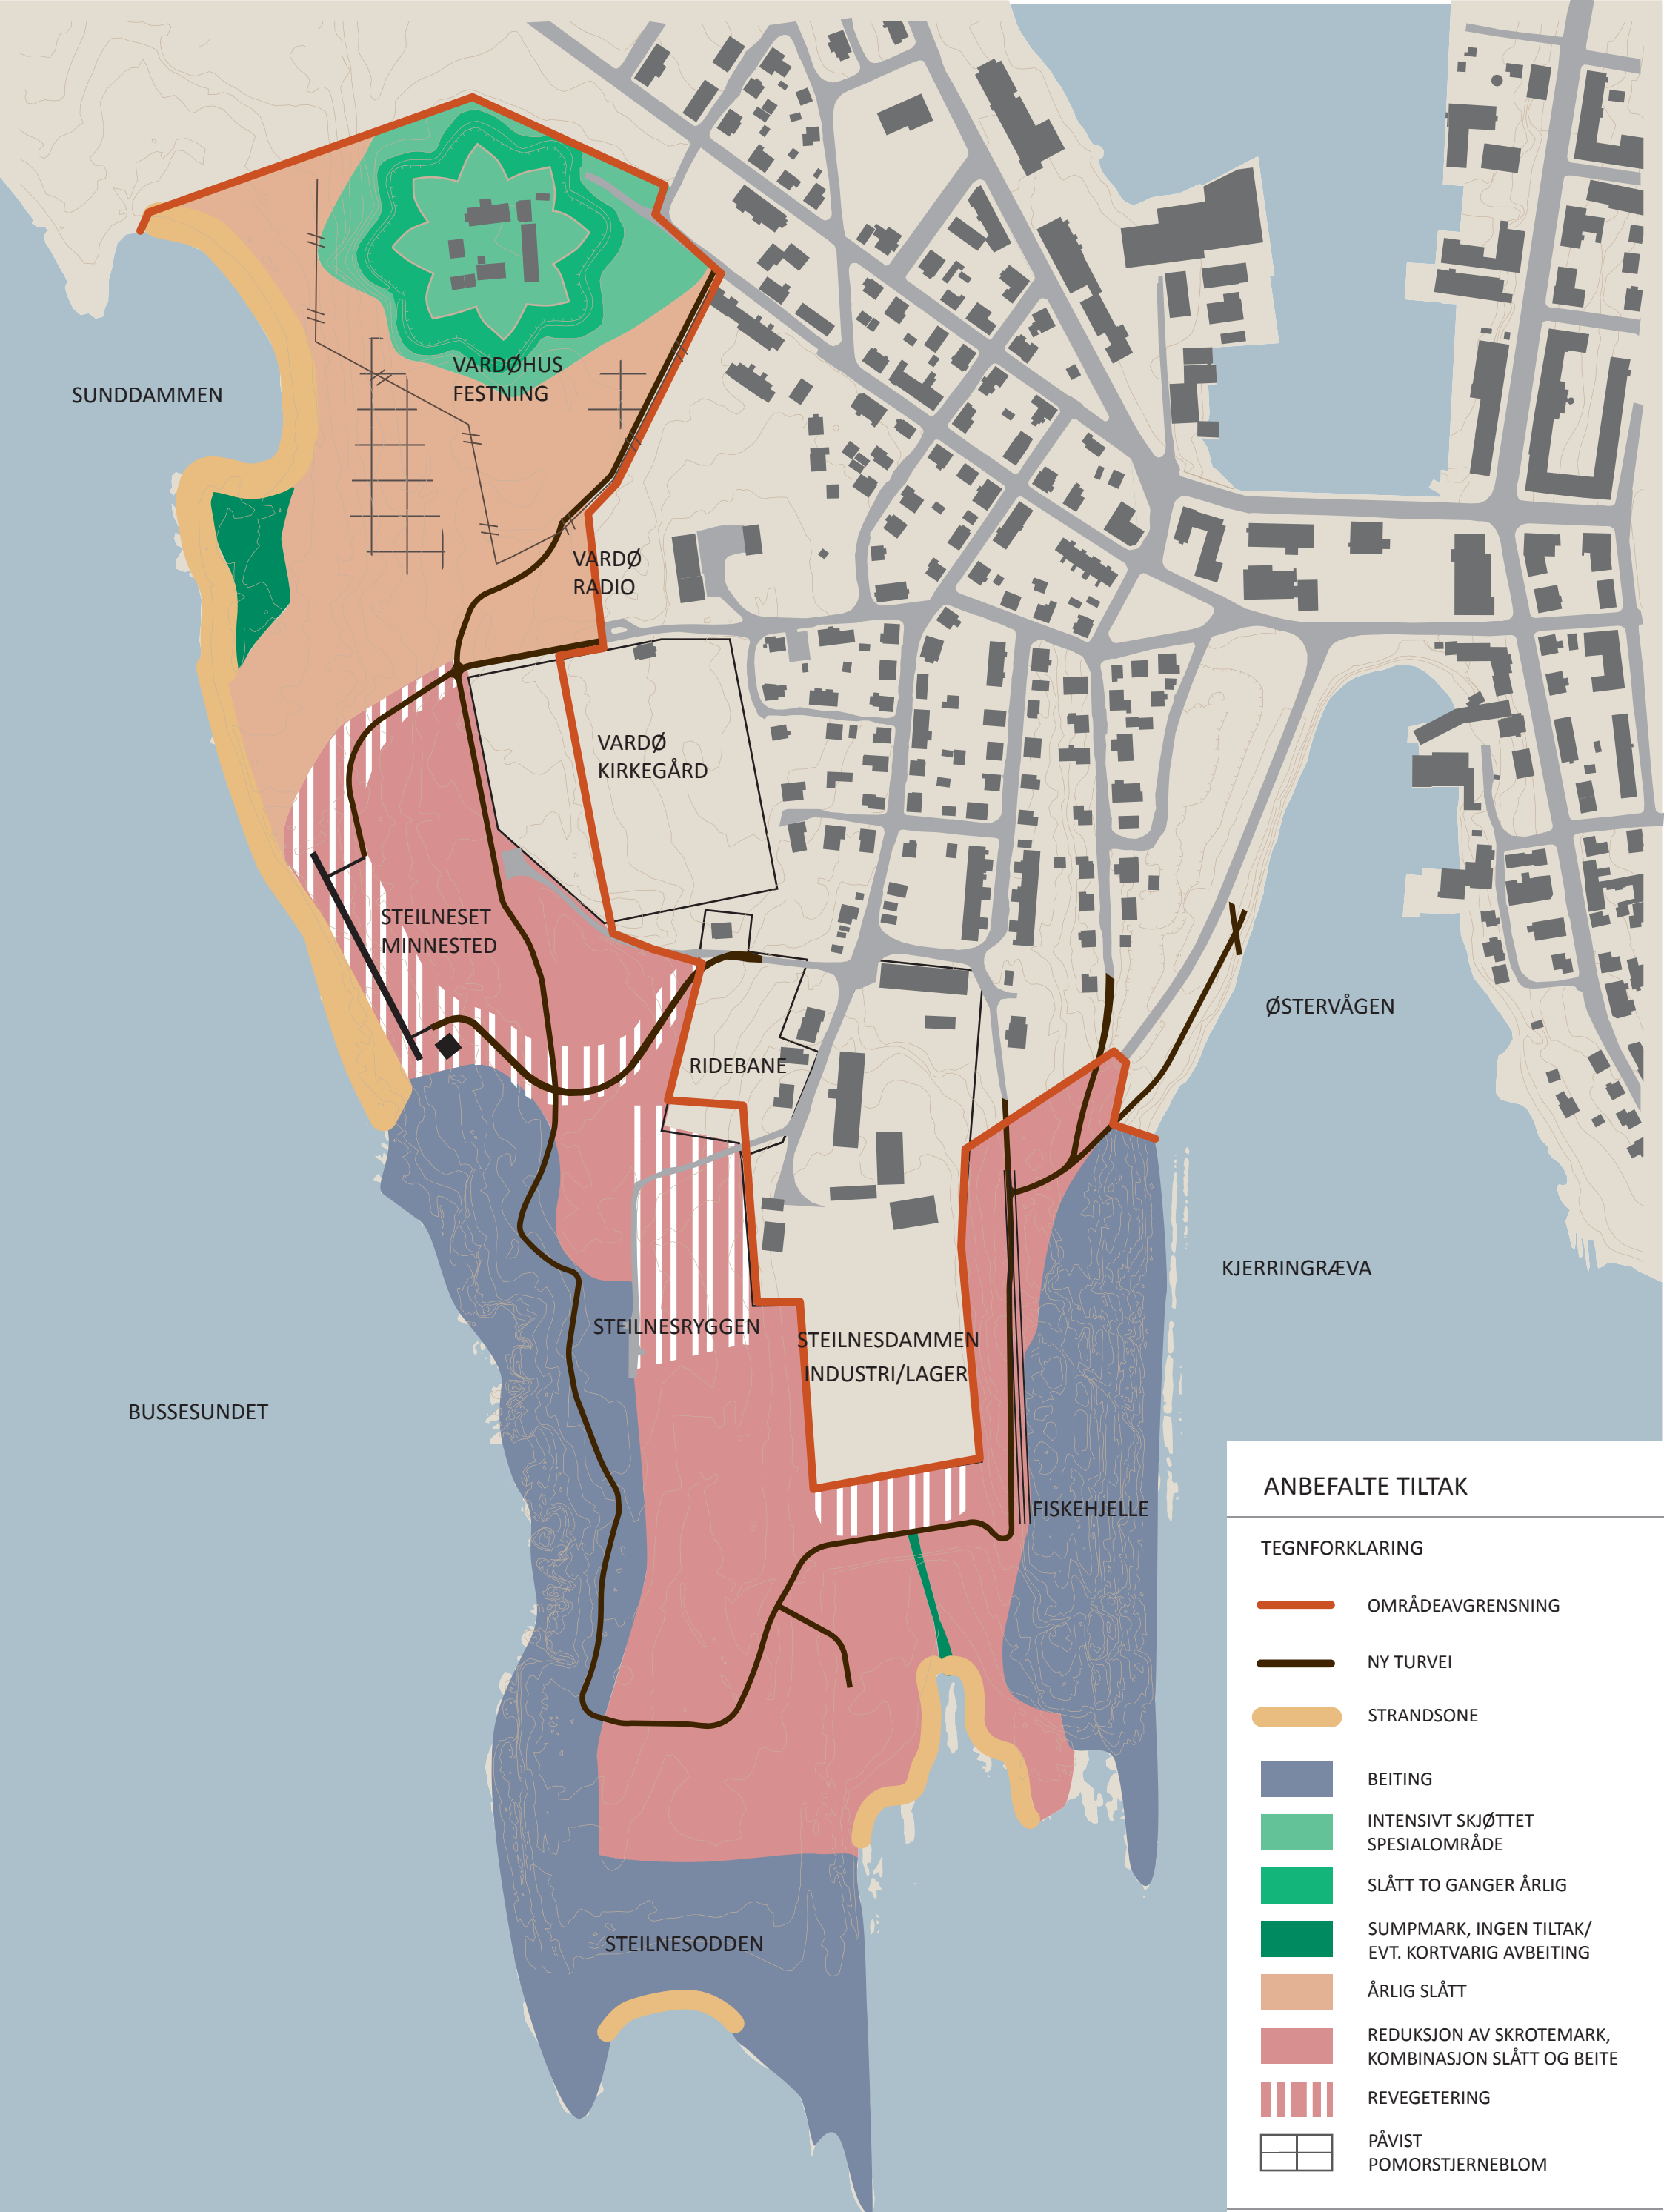 VARDØHUS
FESTNING
SUNDDAMMEN
VARDØ
RADIO
VARDØ
KIRKEGÅRD
STEILNESET
MINNESTED
ØSTERVÅGEN
RIDEBANE
KJERRINGRÆVA
STEILNESRYGGEN
STEILNESDAMMEN
INDUSTRI/LAGER
BUSSESUNDET
FISKEHJELLE
STEILNESODDEN
ANBEFALTE TILTAK
TEGNFORKLARING
OMRÅDEAVGRENSNING
NY TURVEI
STRANDSONE
BEITING
INTENSIVT SKJØTTET
SPESIALOMRÅDE
SLÅTT TO GANGER ÅRLIG
SUMPMARK, INGEN TILTAK/
EVT. KORTVARIG AVBEITING
ÅRLIG SLÅTT
REDUKSJON AV SKROTEMARK,
KOMBINASJON SLÅTT OG BEITE
REVEGETERING
PÅVIST
POMORSTJERNEBLOM